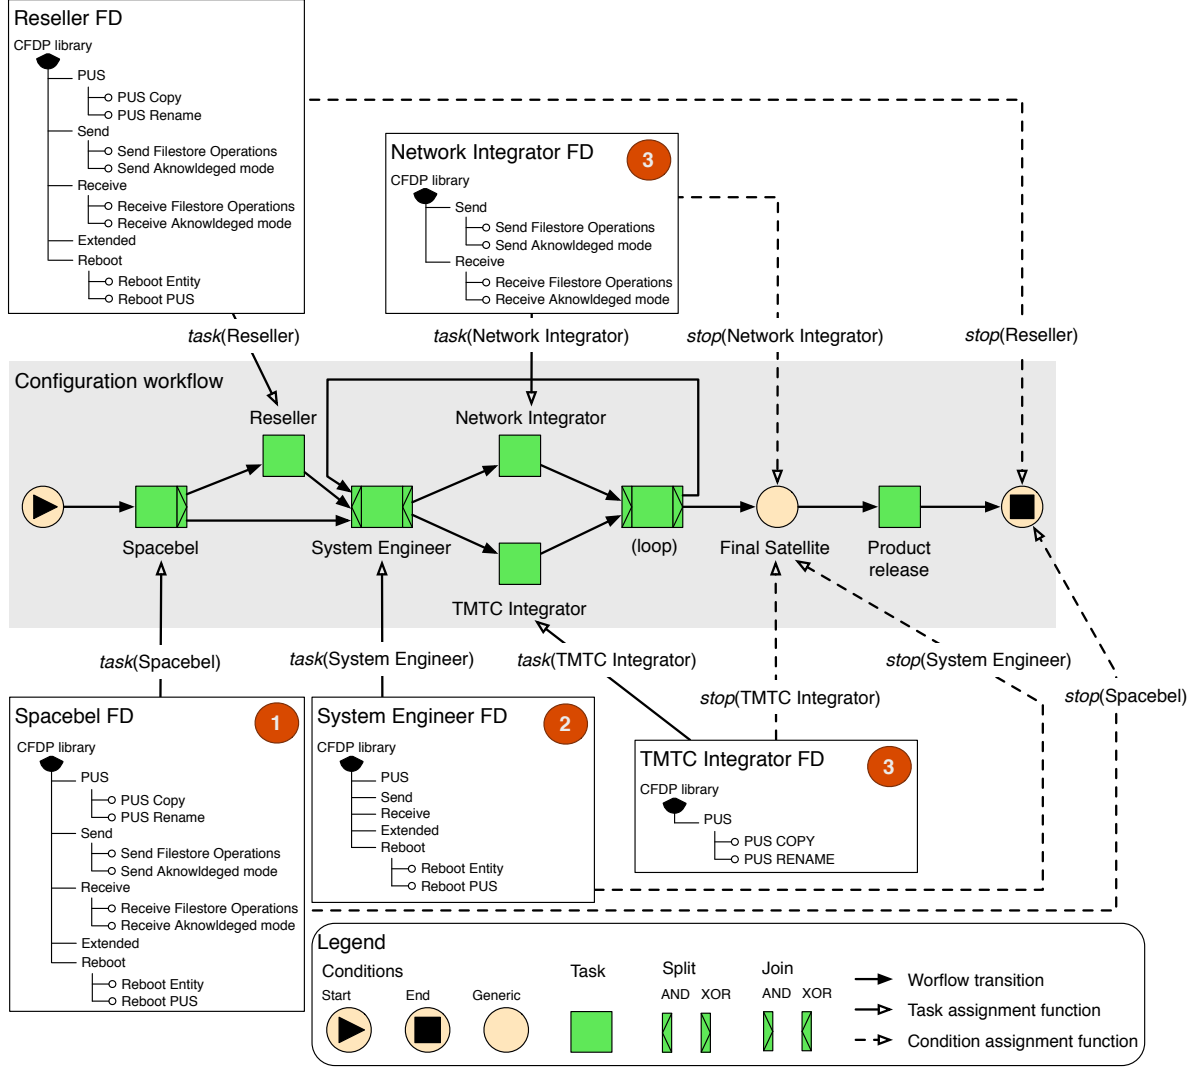 Reseller FD
CFDP library
PUS
PUS Copy
PUS Rename
Send
Send Filestore Operations
Send Aknowldeged mode
Receive
Receive Filestore Operations
Receive Aknowldeged mode
Extended
Reboot
Reboot Entity
Reboot PUS
Network Integrator FD
3
CFDP library
Send
Send Filestore Operations
Send Aknowldeged mode
Receive
Receive Filestore Operations
Receive Aknowldeged mode
task(Reseller)
task(Network Integrator)
stop(Network Integrator)
stop(Reseller)
Configuration workflow
Reseller
Network Integrator
Spacebel
System Engineer
(loop)
Final Satellite
Product
release
TMTC Integrator
task(Spacebel)
task(System Engineer)
task(TMTC Integrator)
stop(System Engineer)
stop(TMTC Integrator)
stop(Spacebel)
Spacebel FD
1
CFDP library
PUS
PUS Copy
PUS Rename
Send
Send Filestore Operations
Send Aknowldeged mode
Receive
Receive Filestore Operations
Receive Aknowldeged mode
Extended
Reboot
Reboot Entity
Reboot PUS
System Engineer FD
2
CFDP library
PUS
Send
Receive
Extended
Reboot
Reboot Entity
Reboot PUS
TMTC Integrator FD
3
CFDP library
PUS
PUS COPY
PUS RENAME
Legend
Conditions
Start
End
Generic
Task
Split
AND XOR
Join
AND XOR
Worflow transition
Task assignment function
Condition assignment function